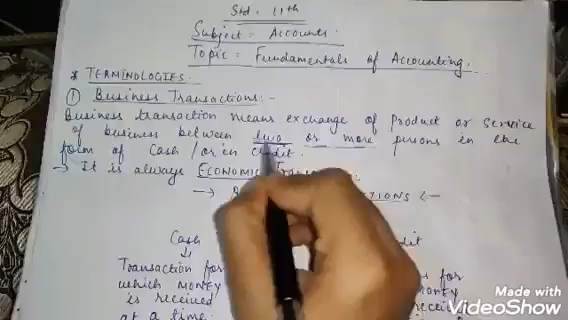 Std = 11th
Subject = Accounts.
Topic = Fundamentals of Accounting.
* TERMINOLOGIES
① Business Transactions:-
Business transaction means exchange of Product or Service
of business between two or more persons in the
form of Cash /or in credit.
→ It is always ECONOMIC
→ 2-
Cash
↓
Transaction for
which MONEY
is received
at a time.
for
Made with
VideoShow